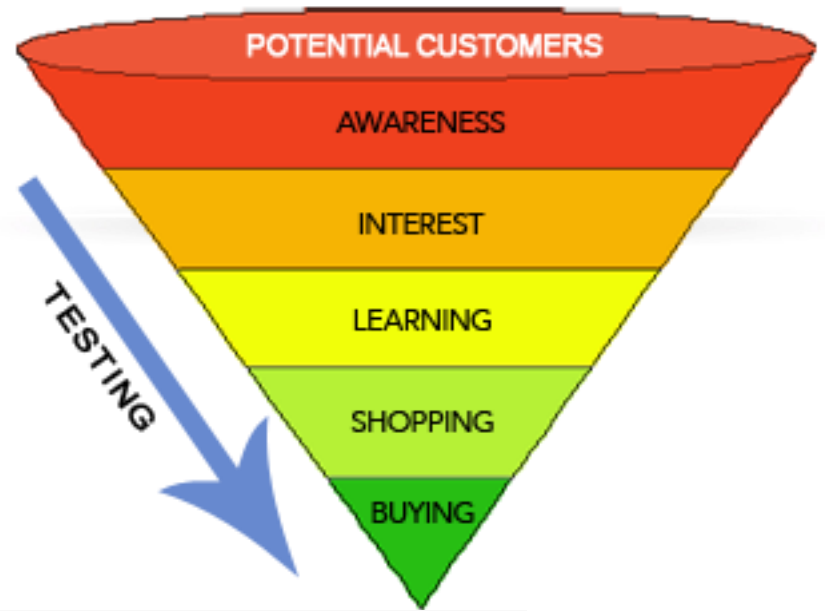 POTENTIAL CUSTOMERS
AWARENESS
INTEREST
LEARNING
SHOPPING
BUYING
TESTING